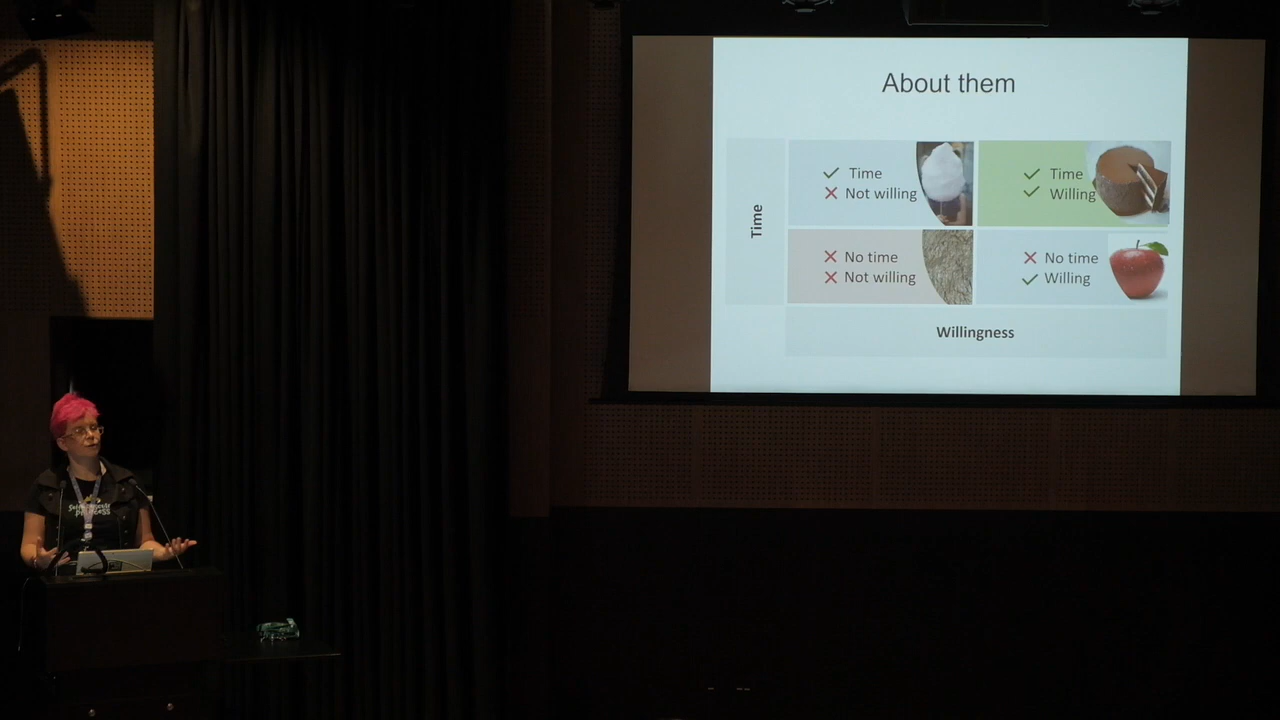 About them
Time
✓ Time
✗ Not willing
✓ Time
✓ Willing
✗ No time
✗ Not willing
✗ No time
✓ Willing
Willingness